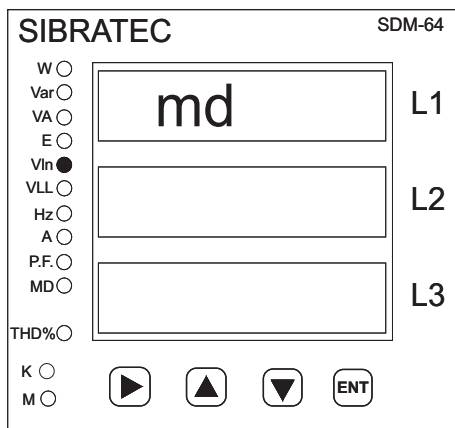 SIBRATEC SDM-64
W
Var
VA
E
Vln
VLL
Hz
A
P.F.
MD
THD%
K
M
md
L1
L2
L3
ENT